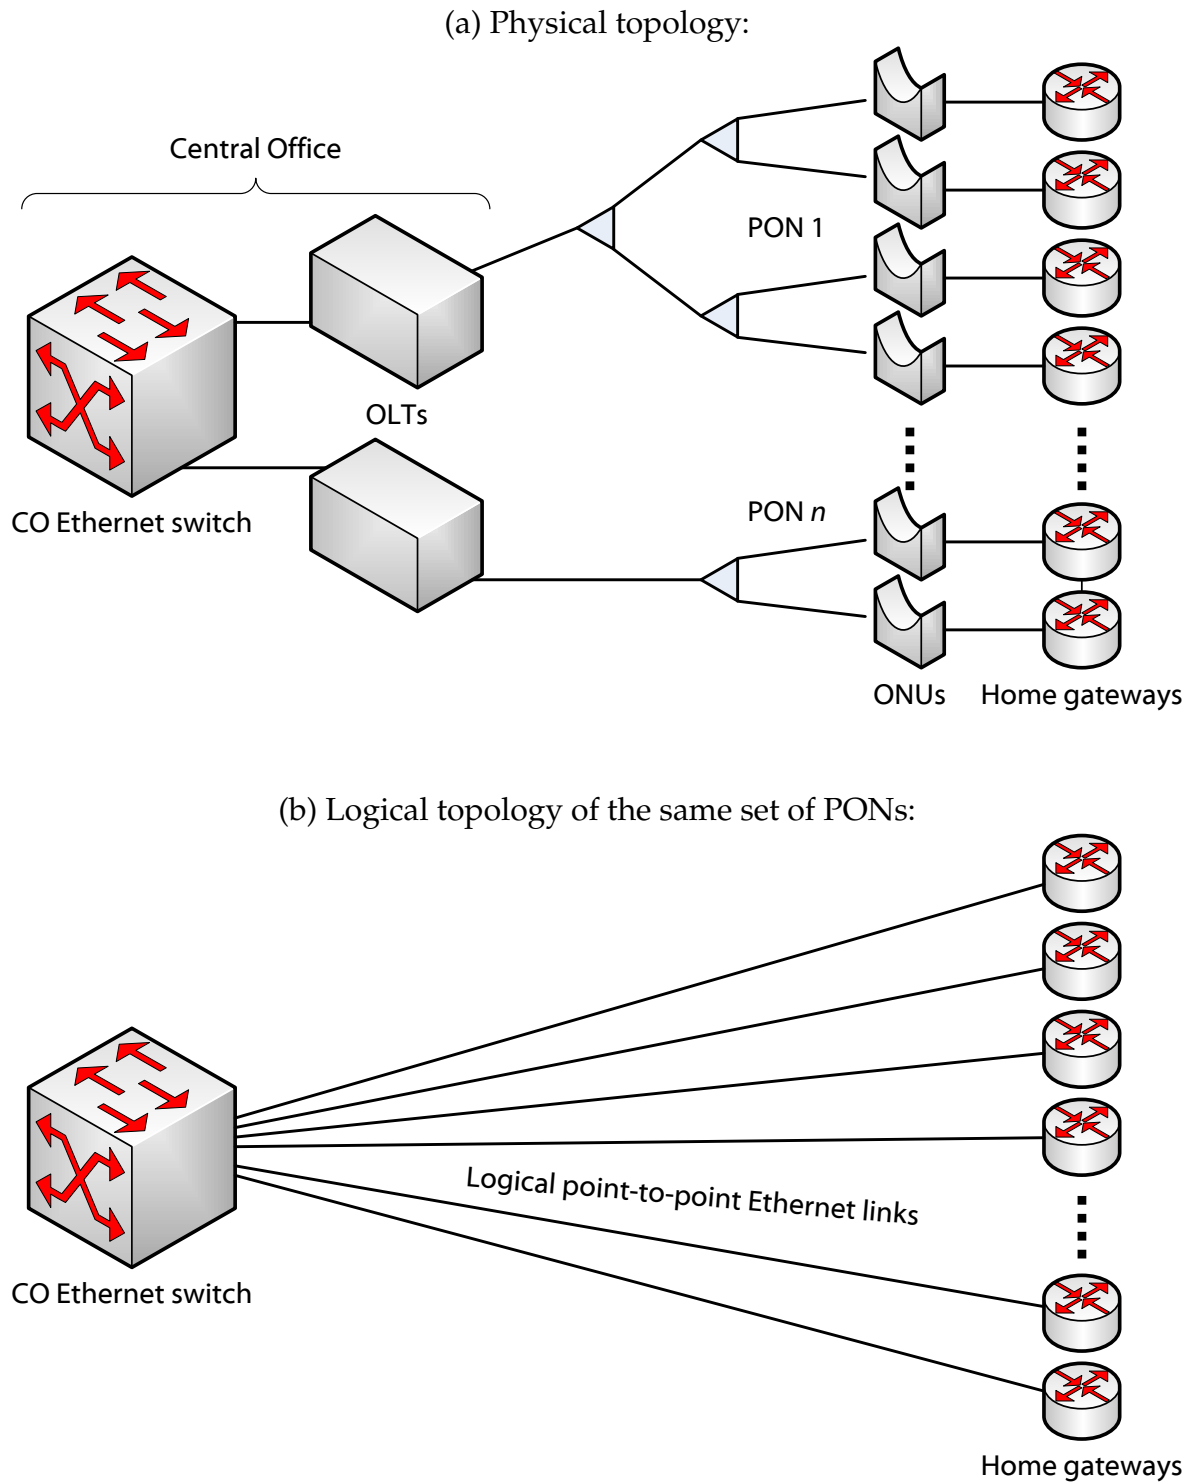 (a) Physical topology:
Central Office
PON 1
OLTs
CO Ethernet switch
PON n
ONUs
Home gateways
(b) Logical topology of the same set of PONs:
Logical point-to-point Ethernet links
CO Ethernet switch
Home gateways